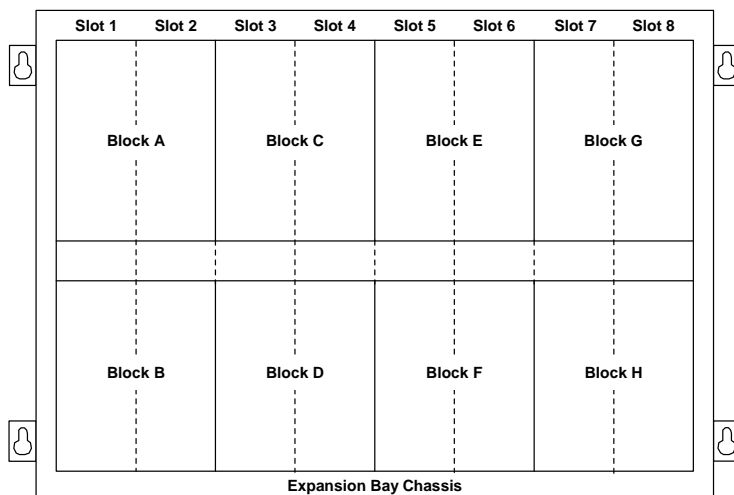 Slot 1 Slot 2 Slot 3 Slot 4 Slot 5 Slot 6 Slot 7 Slot 8
Block A Block C Block E Block G
Block B Block D Block F Block H
Expansion Bay Chassis